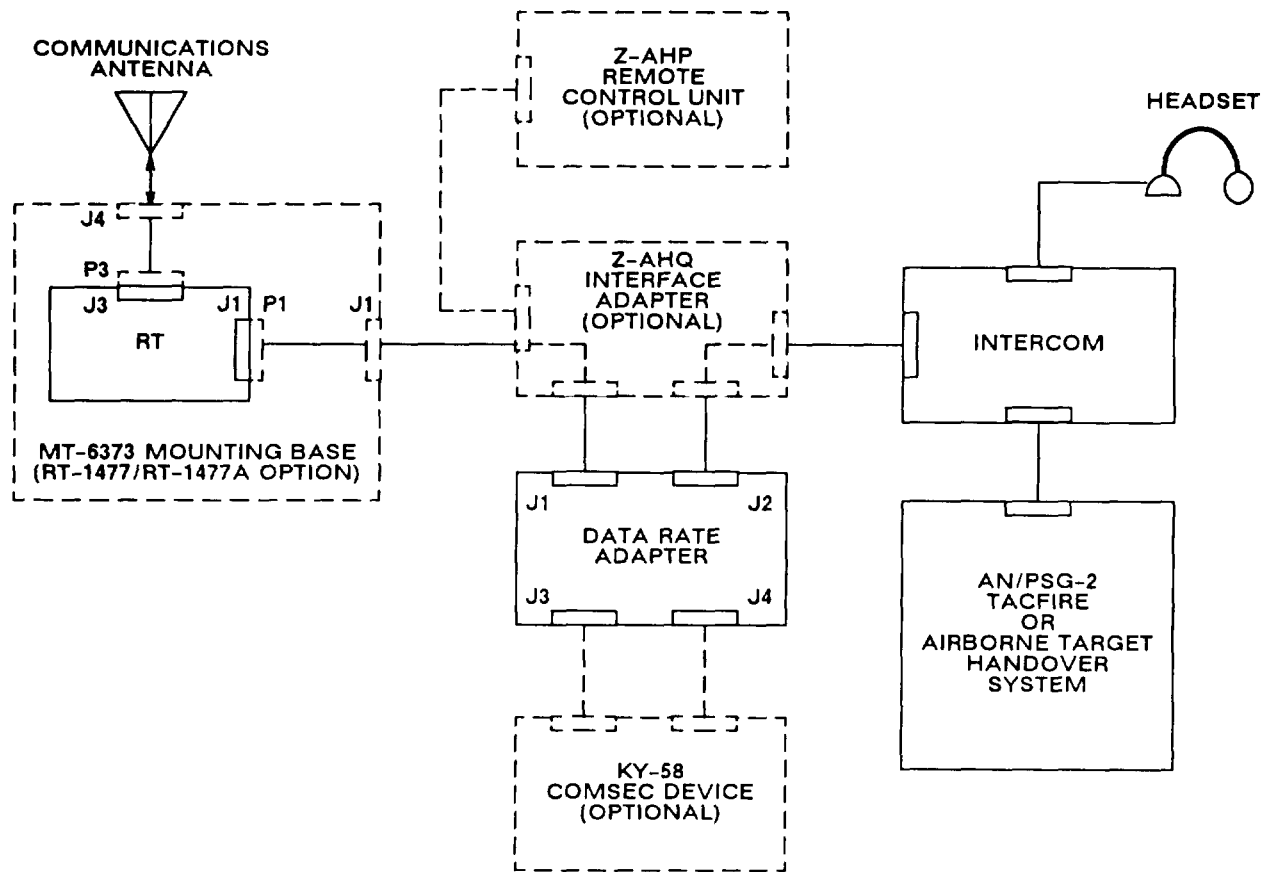 COMMUNICATIONS
ANTENNA
J4
P3
J3
J1
P1
J1
RT
MT-6373 MOUNTING BASE
(RT-1477/RT-1477A OPTION)
Z-AHP
REMOTE
CONTROL UNIT
(OPTIONAL)
Z-AHQ
INTERFACE
ADAPTER
(OPTIONAL)
J1
J2
DATA RATE
ADAPTER
J3
J4
KY-58
COMSEC DEVICE
(OPTIONAL)
HEADSET
INTERCOM
AN/PSG-2
TACFIRE
OR
AIRBORNE TARGET
HANDOVER
SYSTEM